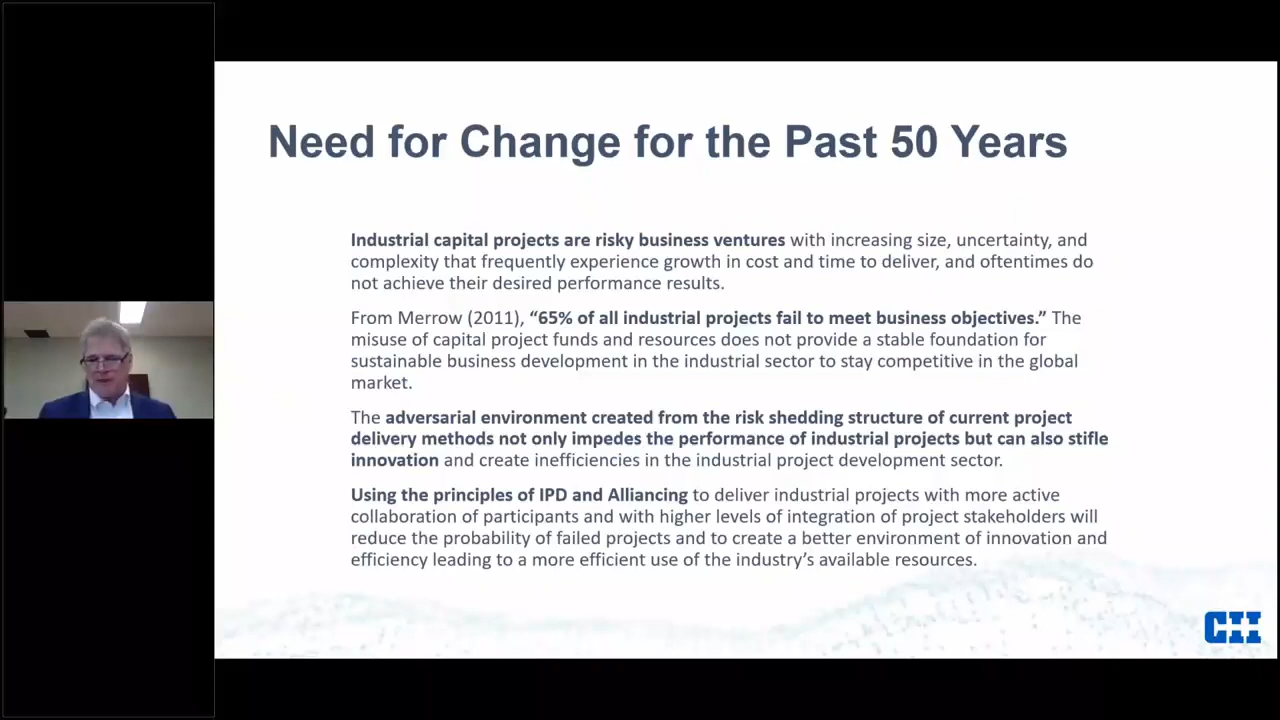 Need for Change for the Past 50 Years
Industrial capital projects are risky business ventures with increasing size, uncertainty, and
complexity that frequently experience growth in cost and time to deliver, and oftentimes do
not achieve their desired performance results.
From Merrow (2011), “65% of all industrial projects fail to meet business objectives.” The
misuse of capital project funds and resources does not provide a stable foundation for
sustainable business development in the industrial sector to stay competitive in the global
market.
The adversarial environment created from the risk shedding structure of current project
delivery methods not only impedes the performance of industrial projects but can also stifle
innovation and create inefficiencies in the industrial project development sector.
Using the principles of IPD and Alliancing to deliver industrial projects with more active
collaboration of participants and with higher levels of integration of project stakeholders will
reduce the probability of failed projects and to create a better environment of innovation and
efficiency leading to a more efficient use of the industry’s available resources.
CII